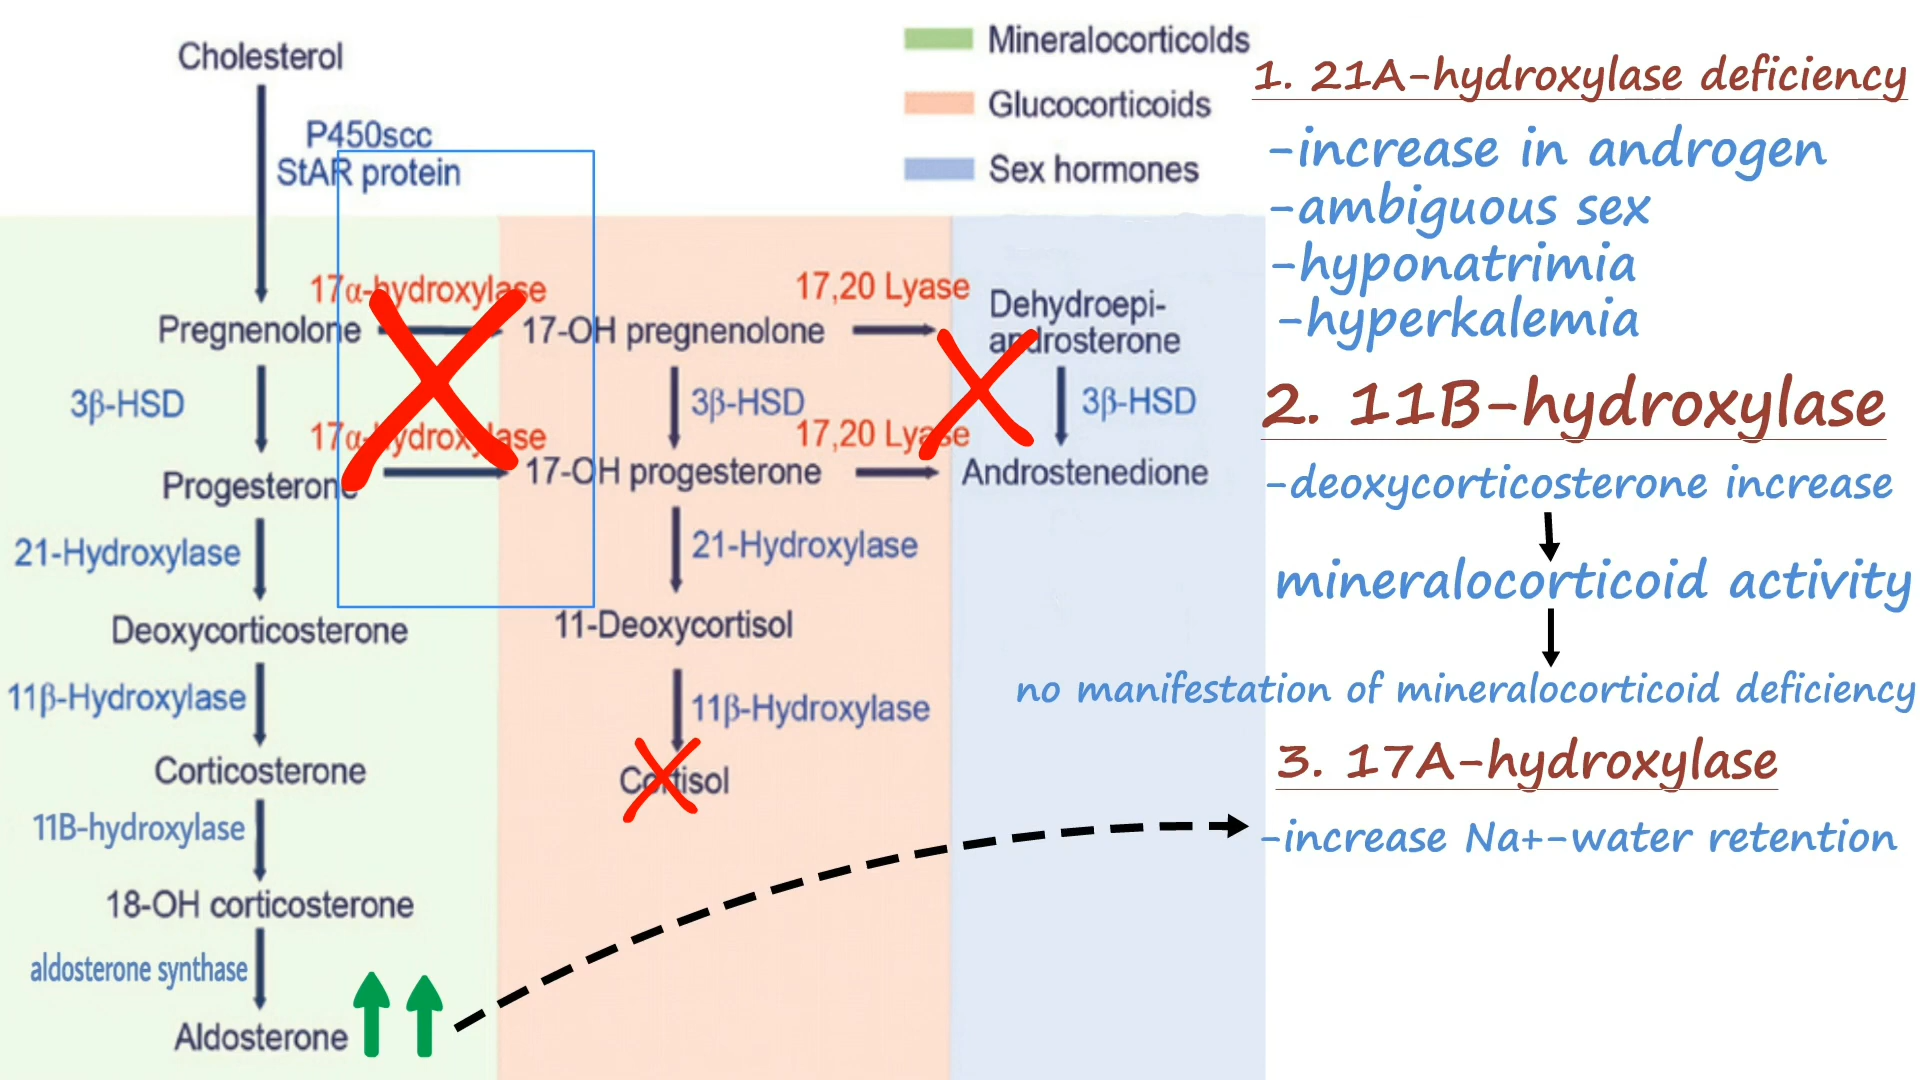 Cholesterol
P450scc
StAR protein
Mineralocorticolds
Glucocorticoids
Sex hormones
17α-hydroxylase
17,20 Lyase
Pregnenolone
17-OH pregnenolone
Dehydroepi-
androsterone
3β-HSD
3β-HSD
3β-HSD
17α-hydroxylase
17,20 Lyase
Progesterone
17-OH progesterone
Androstenedione
21-Hydroxylase
21-Hydroxylase
Deoxycorticosterone
11-Deoxycortisol
11β-Hydroxylase
11β-Hydroxylase
Corticosterone
Cortisol
11B-hydroxylase
18-OH corticosterone
aldosterone synthase
Aldosterone
1. 21A-hydroxylase deficiency
-increase in androgen
-ambiguous sex
-hyponatrimia
-hyperkalemia
2. 11B-hydroxylase
-deoxycorticosterone increase
mineralocorticoid activity
no manifestation of mineralocorticoid deficiency
3. 17A-hydroxylase
-increase Na+-water retention